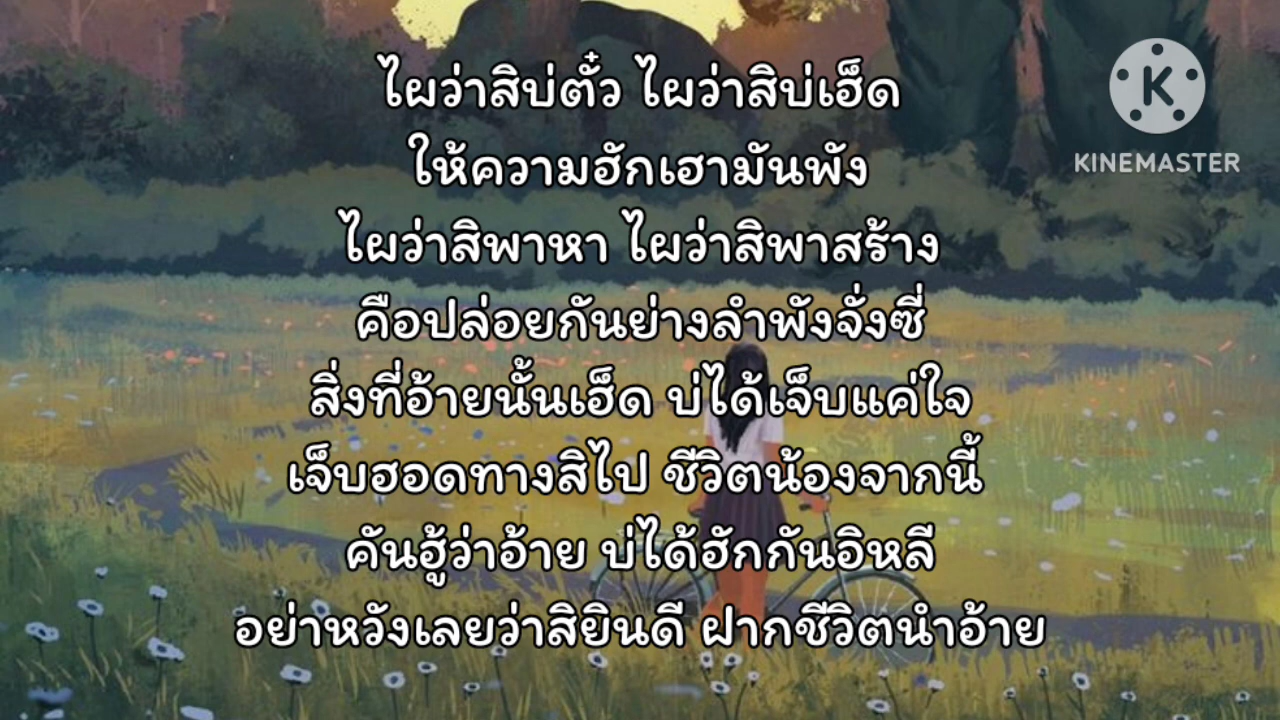 KINEMASTER
ไผว่าสิบ่ตั๋ว ไผว่าสิบ่เฮ็ด
ให้ความฮักเฮามันพัง
ไผว่าสิพาหา ไผว่าสิพาสร้าง
คือปล่อยกันย่างลำพังจั่งซี่
สิ่งที่อ้ายนั้นเฮ็ด บ่ได้เจ็บแค่ใจ
เจ็บฮอดทางสิไป ชีวิตน้องจากนี้
คันฮู้ว่าอ้าย บ่ได้ฮักกันอิหลี
อย่าหวังเลยว่าสิยินดี ฝากชีวิตนำอ้าย